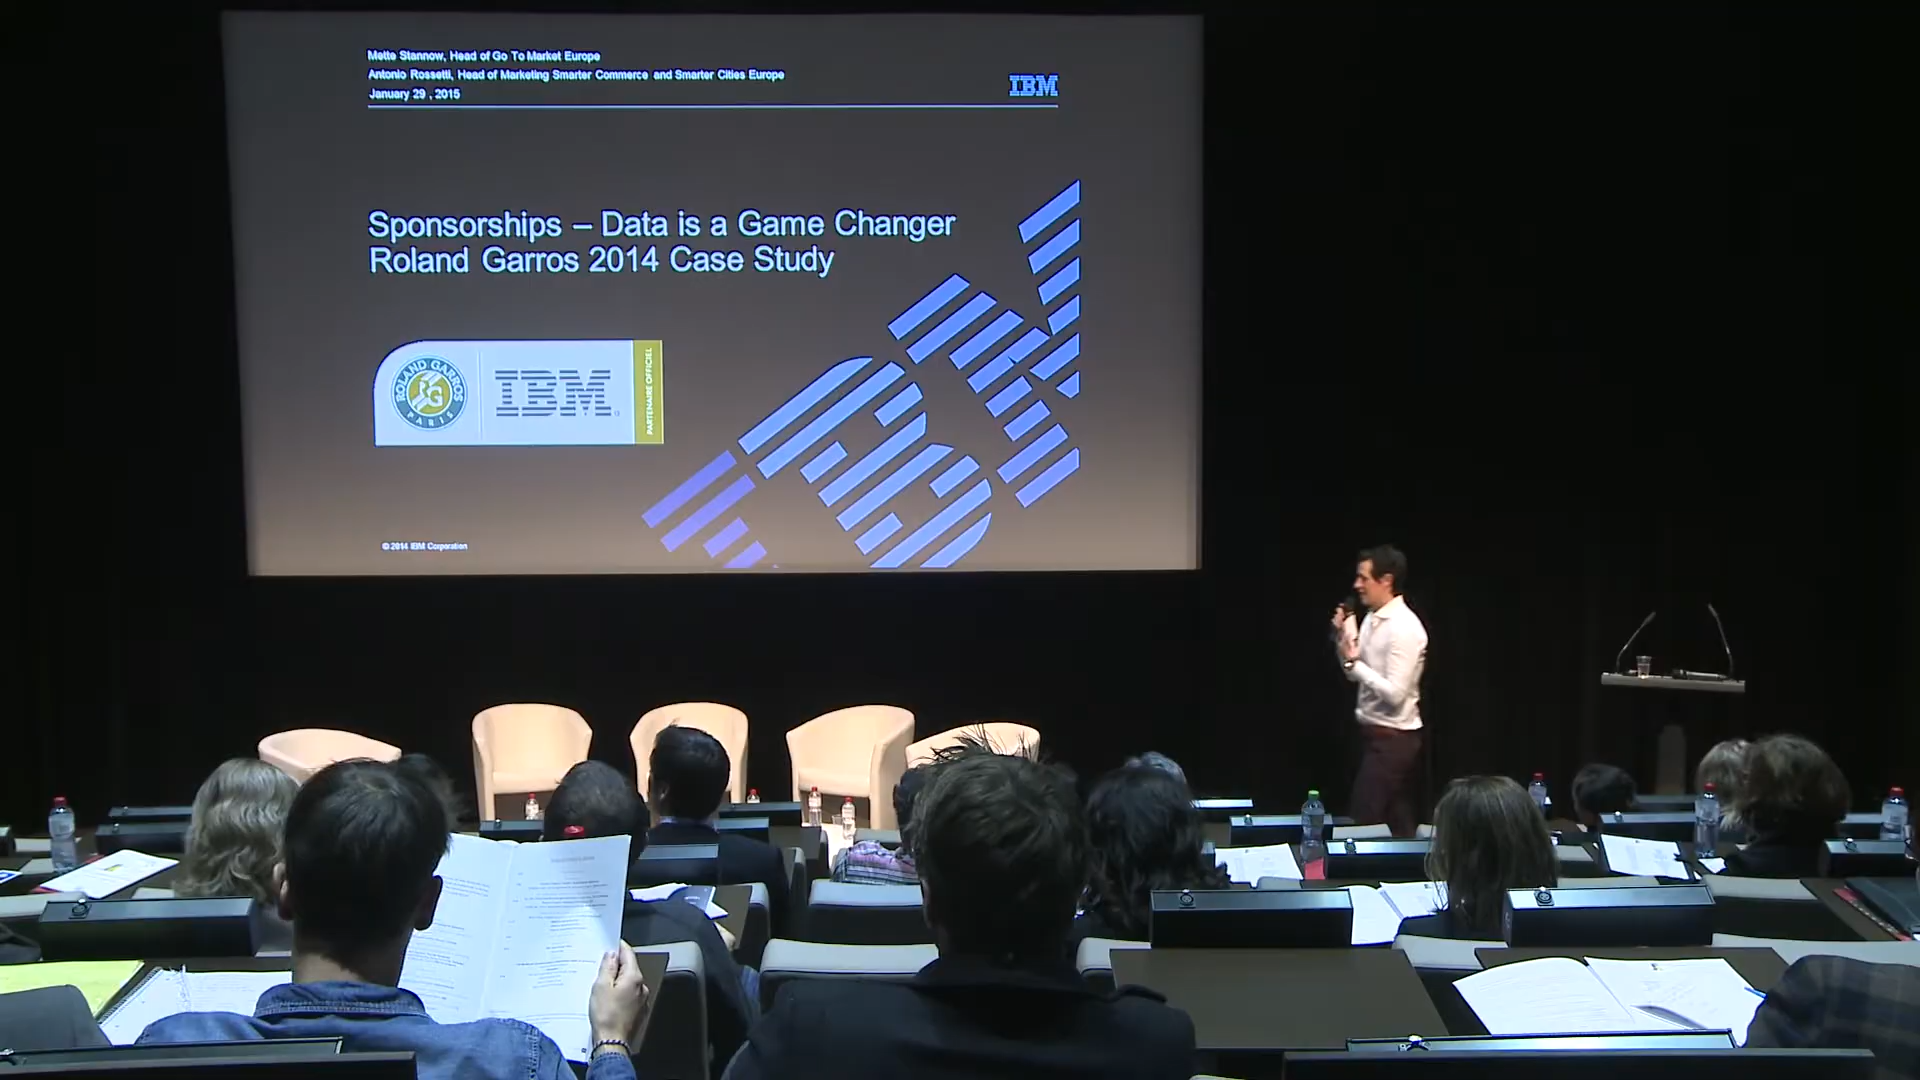 Mette Stannow, Head of Go To Market Europe
Antonio Rossetti, Head of Marketing Smarter Commerce and Smarter Cities Europe
January 29 , 2015
IBM
Sponsorships – Data is a Game Changer
Roland Garros 2014 Case Study
ROLAND GARROS
PARIS
RG
IBM
PARTENAIRE OFFICIEL
IBM
© 2014 IBM Corporation